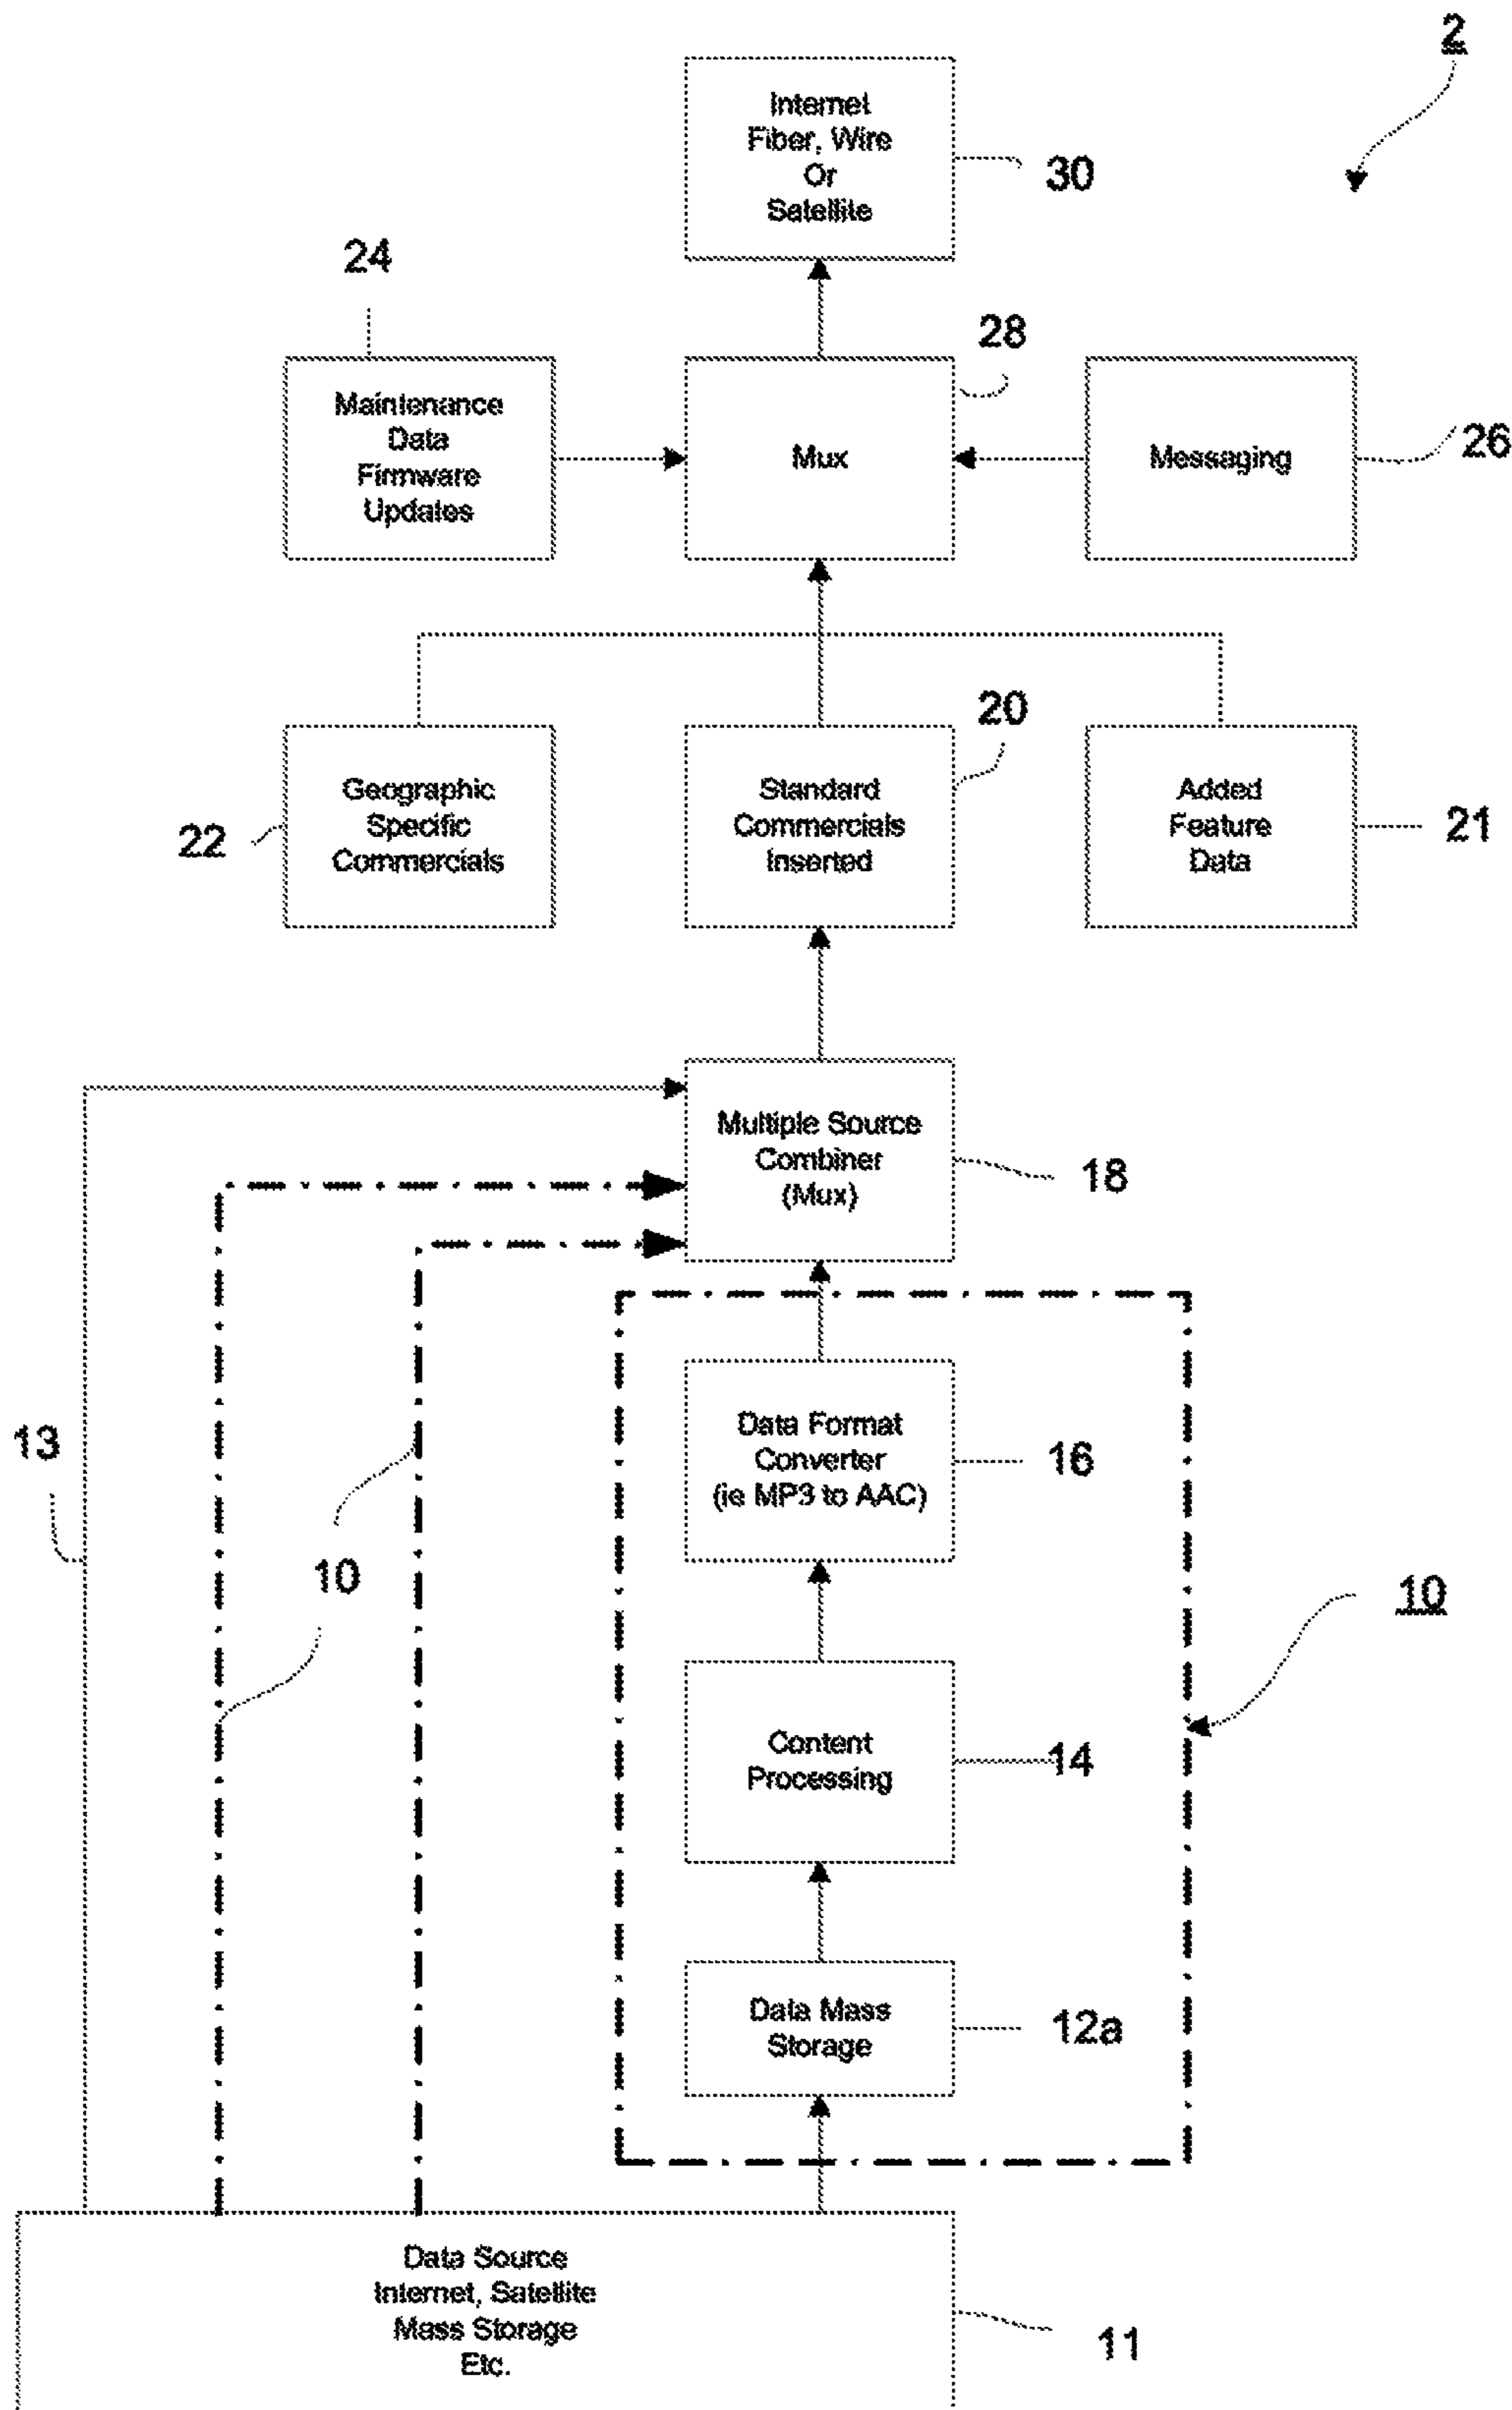 2
Internet
Fiber, Wire
Or
Satellite
30
24
28
Maintenance
Data
Firmware
Updates
Mux
Messaging
26
20
Geographic
Specific
Commercials
22
Standard
Commercials
Inserted
Added
Feature
Data
21
Multiple Source
Combiner
(Mux)
18
13
Data Format
Converter
(ie MP3 to AAC)
16
10
10
Content
Processing
14
Data Mass
Storage
12a
Data Source
Internet, Satellite
Mass Storage
Etc.
11